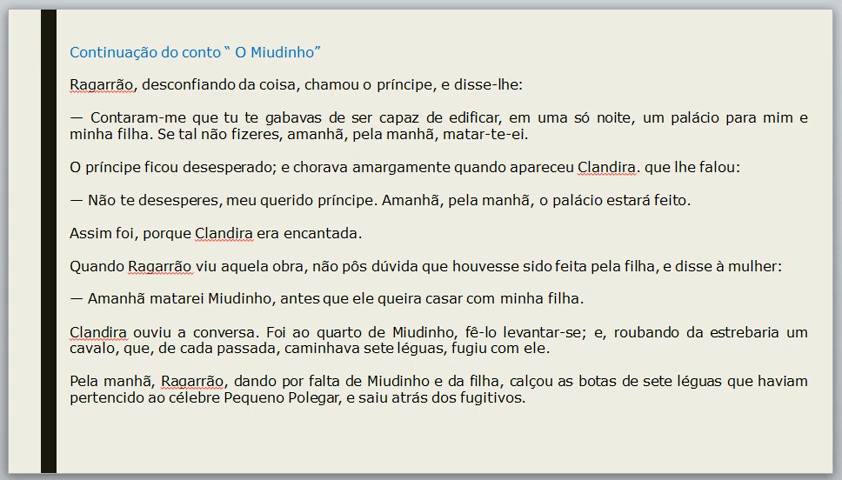 Continuação do conto “ O Miudinho”
Ragarrão, desconfiando da coisa, chamou o príncipe, e disse-lhe:
— Contaram-me que tu te gabavas de ser capaz de edificar, em uma só noite, um palácio para mim e
minha filha. Se tal não fizeres, amanhã, pela manhã, matar-te-ei.
O príncipe ficou desesperado; e chorava amargamente quando apareceu Clandira. que lhe falou:
— Não te desesperes, meu querido príncipe. Amanhã, pela manhã, o palácio estará feito.
Assim foi, porque Clandira era encantada.
Quando Ragarrão viu aquela obra, não pôs dúvida que houvesse sido feita pela filha, e disse à mulher:
— Amanhã matarei Miudinho, antes que ele queira casar com minha filha.
Clandira ouviu a conversa. Foi ao quarto de Miudinho, fê-lo levantar-se; e, roubando da estrebaria um
cavalo, que, de cada passada, caminhava sete léguas, fugiu com ele.
Pela manhã, Ragarrão, dando por falta de Miudinho e da filha, calçou as botas de sete léguas que haviam
pertencido ao célebre Pequeno Polegar, e saiu atrás dos fugitivos.